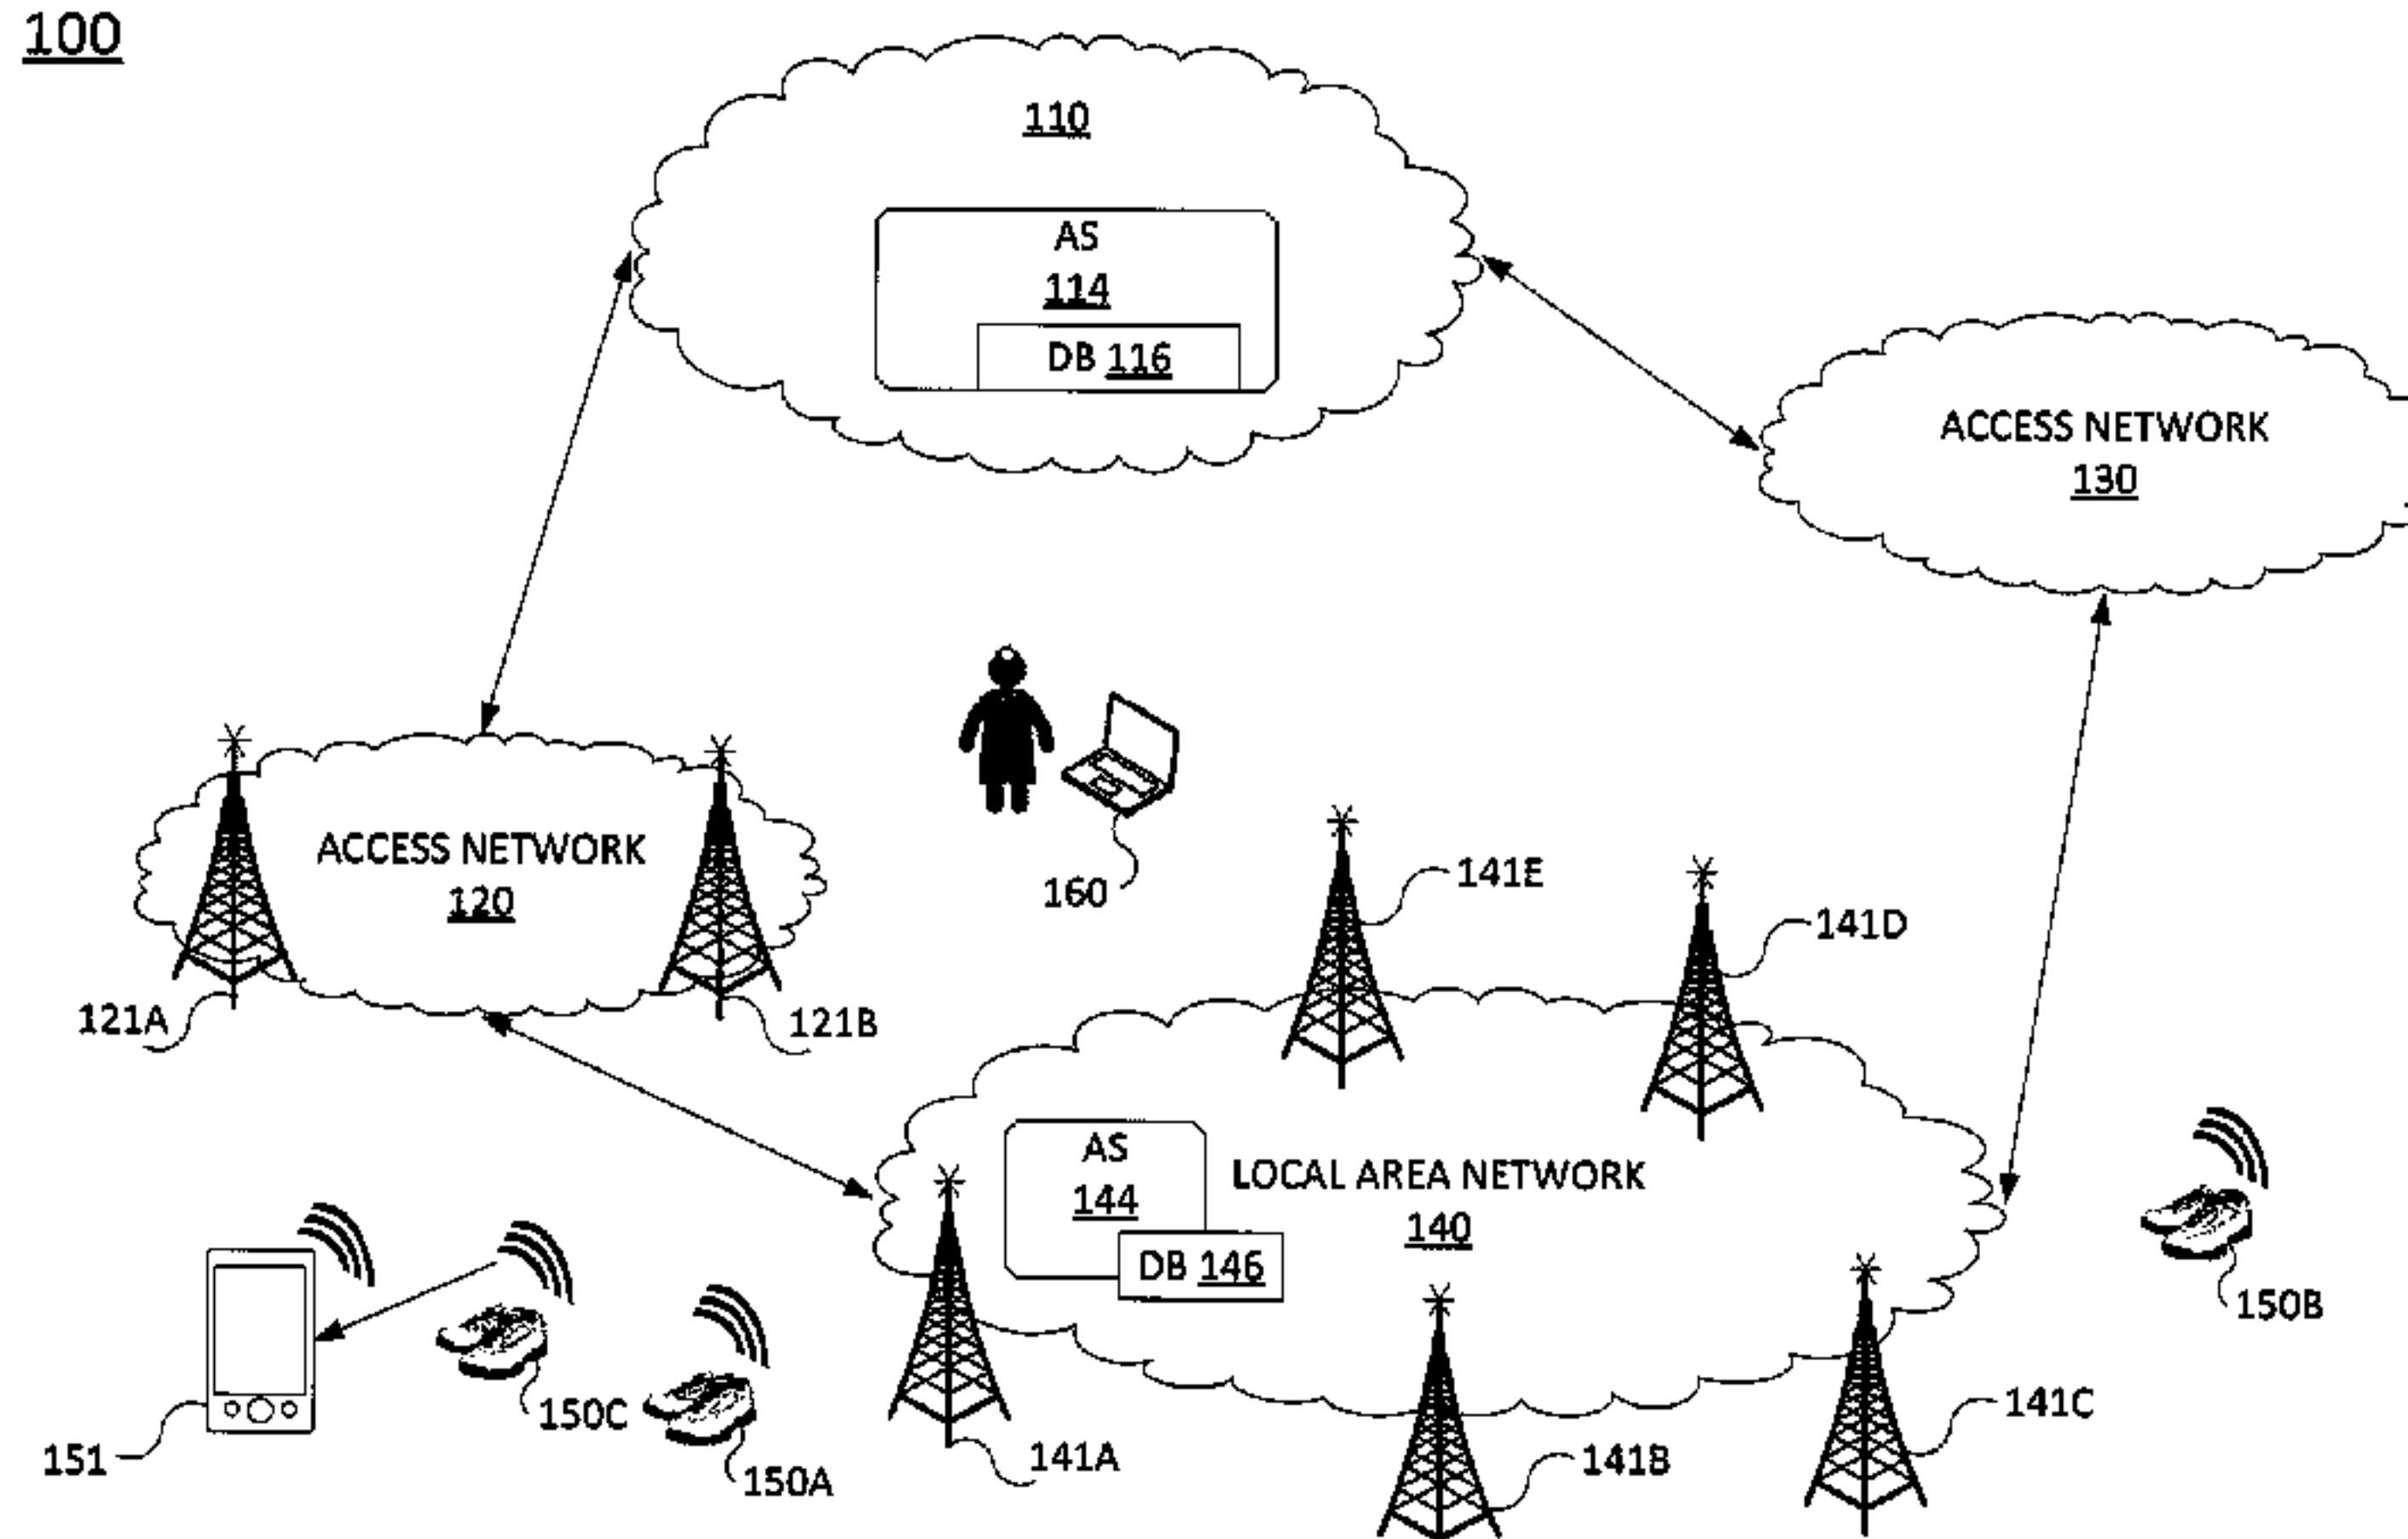 100
110
AS
114
DB 116
ACCESS NETWORK
130
ACCESS NETWORK
120
160
141E
141D
121A
121B
AS
144
LOCAL AREA NETWORK
140
DB 146
150B
151
150C
150A
141A
141B
141C